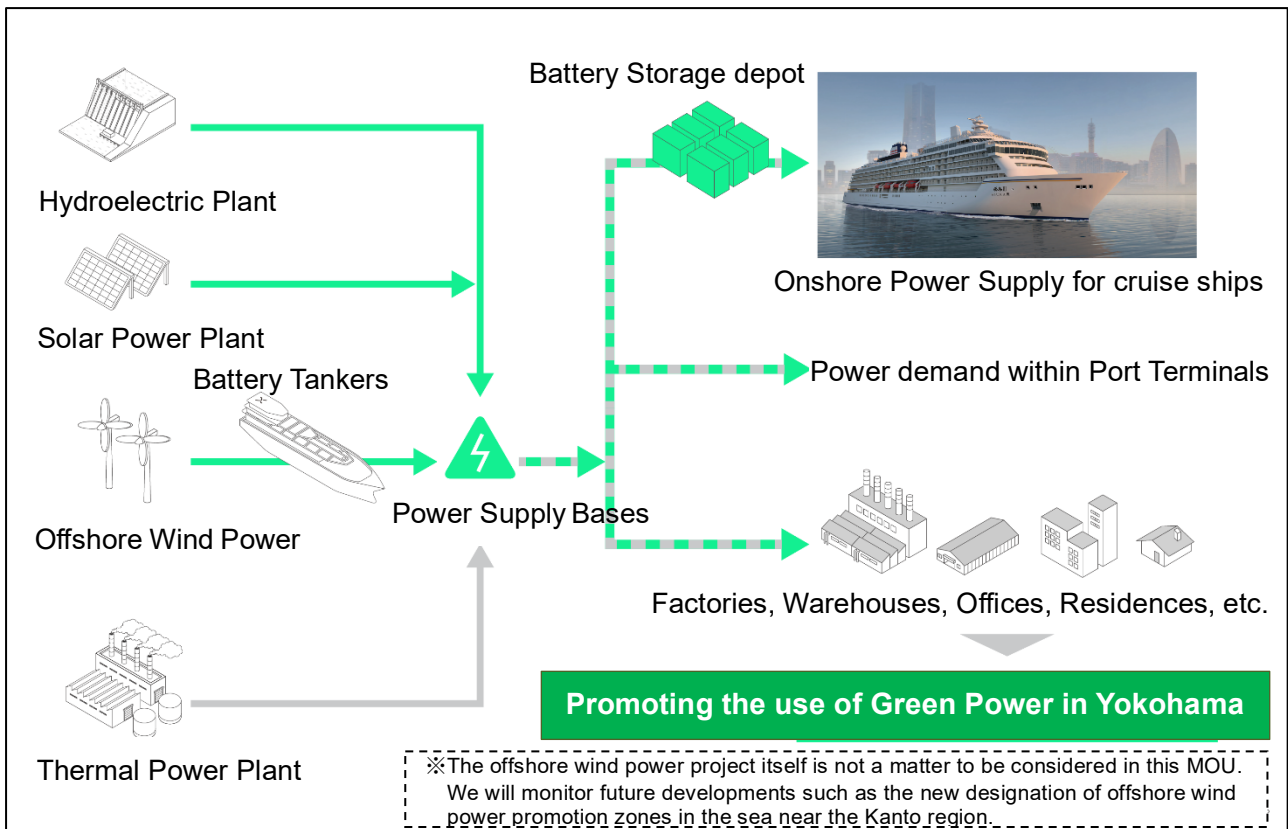 Battery Storage depot
Hydroelectric Plant
Onshore Power Supply for cruise ships
Solar Power Plant
Battery Tankers
Power demand within Port Terminals
Power Supply Bases
Offshore Wind Power
Factories, Warehouses, Offices, Residences, etc.
Promoting the use of Green Power in Yokohama
Thermal Power Plant
※The offshore wind power project itself is not a matter to be considered in this MOU.
We will monitor future developments such as the new designation of offshore wind
power promotion zones in the sea near the Kanto region.